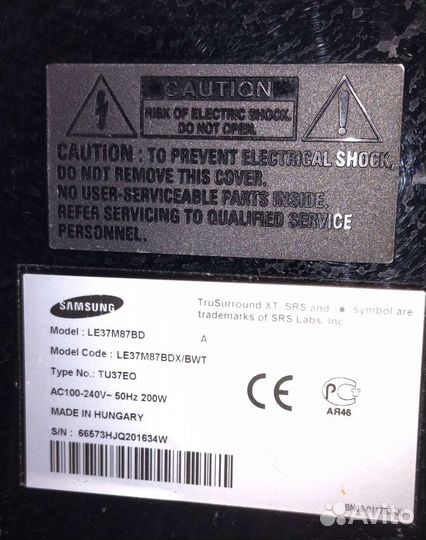 CAUTION
RISK OF ELECTRIC SHOCK.
DO NOT OPEN.
CAUTION : TO PREVENT ELECTRICAL SHOCK,
DO NOT REMOVE THIS COVER.
NO USER-SERVICEABLE PARTS INSIDE.
REFER SERVICING TO QUALIFIED SERVICE
PERSONNEL.
SAMSUNG
TruSurround XT, SRS and ● symbol are
trademarks of SRS Labs, Inc.
Model : LE37M87BD A
Model Code : LE37M87BDX/BWT
Type No.: TU37EO
AC100-240V~ 50Hz 200W
MADE IN HUNGARY
S/N : 66573HJQ201634W
CE
АЯ46
Avito